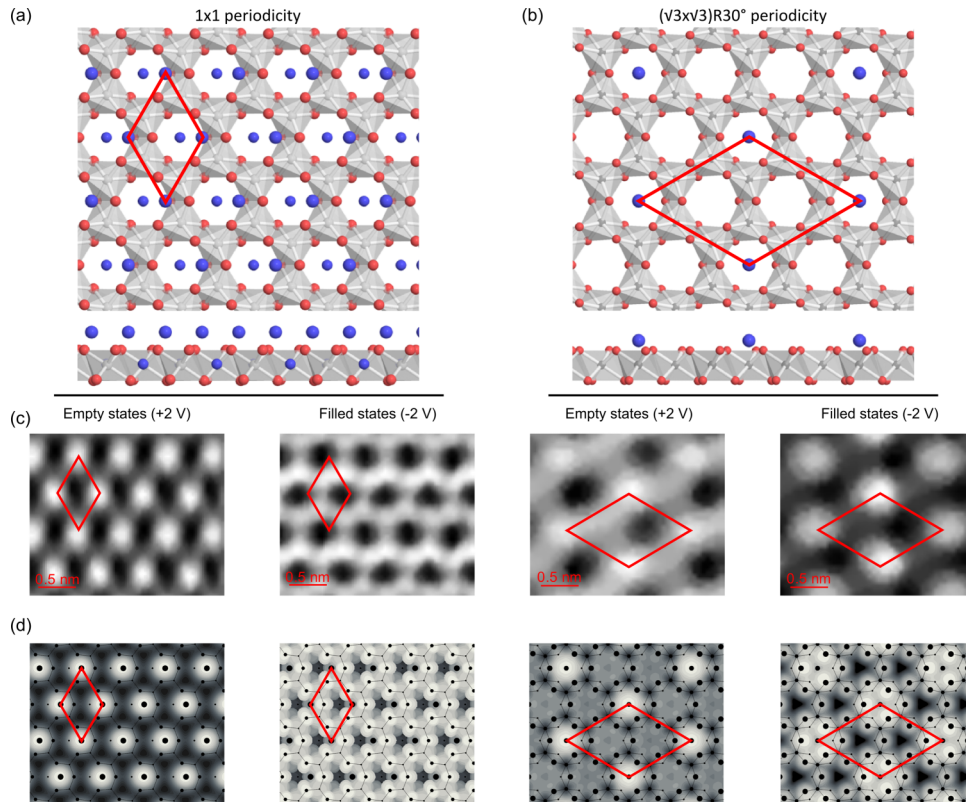 (a)
1x1 periodicity
(b)
(√3x√3)R30° periodicity
(c)
Empty states (+2 V)
Filled states (-2 V)
Empty states (+2 V)
Filled states (-2 V)
0.5 nm
0.5 nm
0.5 nm
0.5 nm
(d)